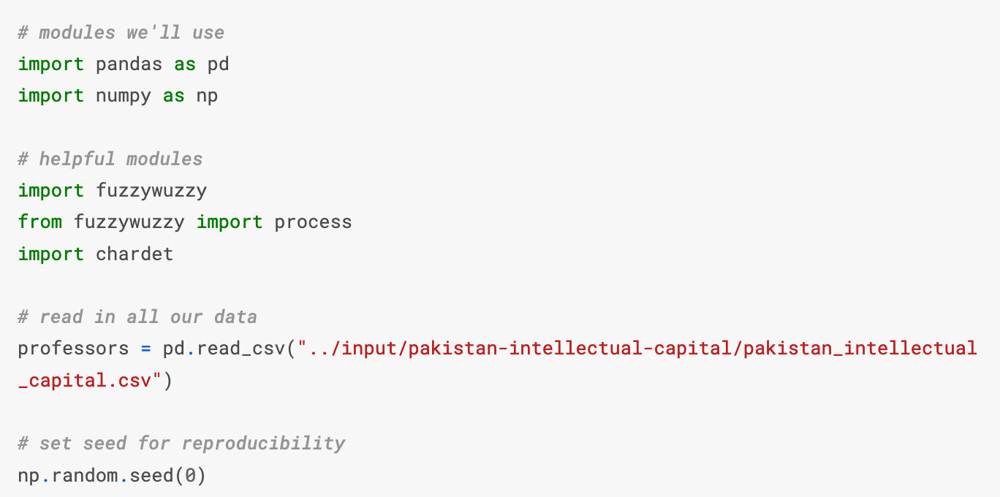 # modules we'll use
import pandas as pd
import numpy as np
# helpful modules
import fuzzywuzzy
from fuzzywuzzy import process
import chardet
# read in all our data
professors = pd.read_csv("../input/pakistan-intellectual-capital/pakistan_intellectual
_capital.csv")
# set seed for reproducibility
np.random.seed(0)